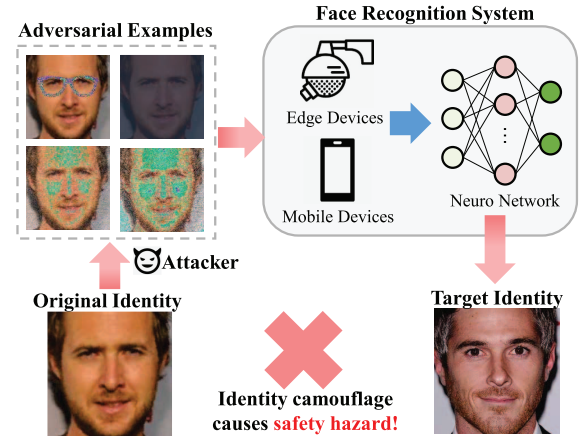 Face Recognition System
Adversarial Examples
Edge Devices
Mobile Devices
Neuro Network
Attacker
Original Identity
Target Identity
Identity camouflage
causes safety hazard!